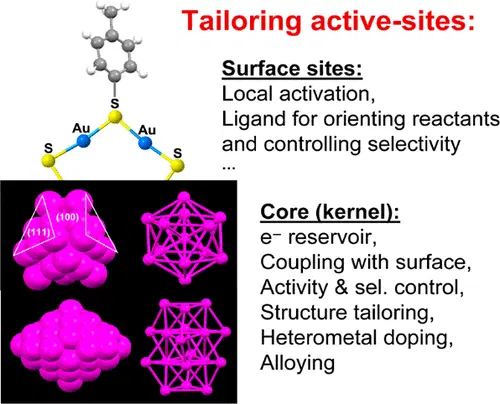 Tailoring active-sites:
Surface sites:
Local activation,
Ligand for orienting reactants
and controlling selectivity
...
S
Au
Au
S
S
(100)
(111)
Core (kernel):
e⁻ reservoir,
Coupling with surface,
Activity & sel. control,
Structure tailoring,
Heterometal doping,
Alloying